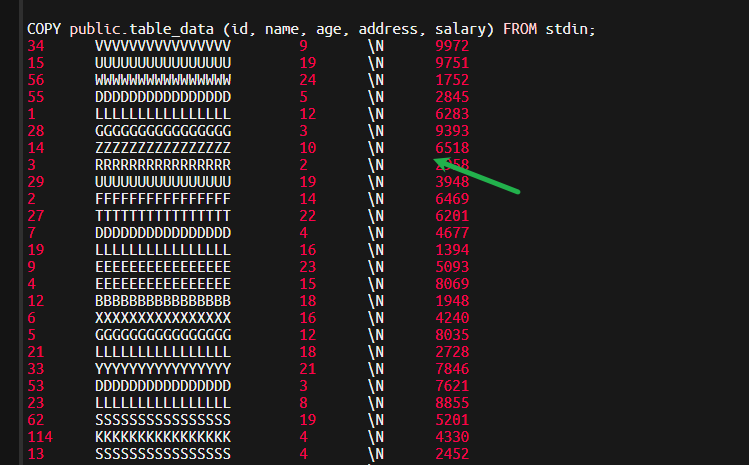 COPY public.table_data (id, name, age, address, salary) FROM stdin;
34 VVVVVVVVVVVVVVVV 9 \N 9972
15 UUUUUUUUUUUUUUUU 19 \N 9751
56 WWWWWWWWWWWWWWWW 24 \N 1752
55 DDDDDDDDDDDDDDDD 5 \N 2845
1 LLLLLLLLLLLLLLLL 12 \N 6283
28 GGGGGGGGGGGGGGGG 3 \N 9393
14 ZZZZZZZZZZZZZZZZ 10 \N 6518
3 RRRRRRRRRRRRRRRR 2 \N
29 UUUUUUUUUUUUUUUU 19 \N 3948
2 FFFFFFFFFFFFFFFF 14 \N 6469
27 TTTTTTTTTTTTTTTT 22 \N 6201
7 DDDDDDDDDDDDDDDD 4 \N 4677
19 LLLLLLLLLLLLLLLL 16 \N 1394
9 EEEEEEEEEEEEEEEE 23 \N 5093
4 EEEEEEEEEEEEEEEE 15 \N 8069
12 BBBBBBBBBBBBBBBB 18 \N 1948
6 XXXXXXXXXXXXXXXX 16 \N 4240
5 GGGGGGGGGGGGGGGG 12 \N 8035
21 LLLLLLLLLLLLLLLL 18 \N 2728
33 YYYYYYYYYYYYYYYY 21 \N 7846
53 DDDDDDDDDDDDDDDD 3 \N 7621
23 LLLLLLLLLLLLLLLL 8 \N 8855
62 SSSSSSSSSSSSSSSS 19 \N 5201
114 KKKKKKKKKKKKKKKK 4 \N 4330
13 SSSSSSSSSSSSSSSS 4 \N 2452